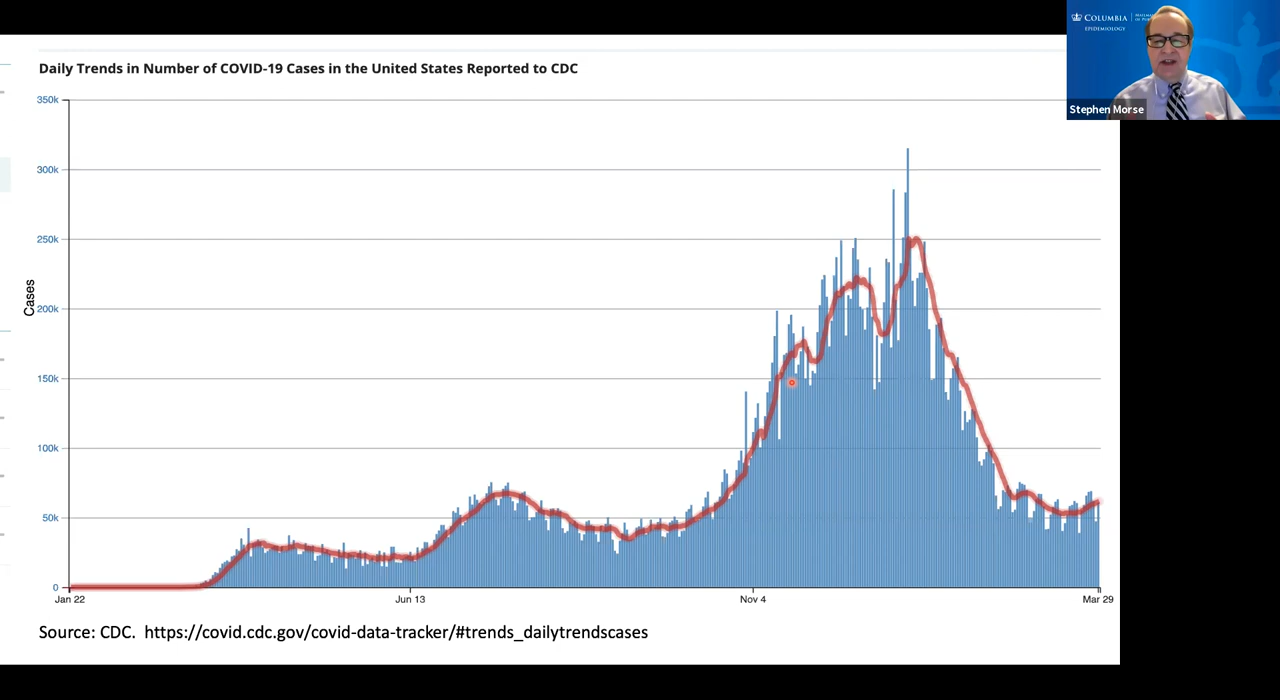 COLUMBIA
EPIDEMIOLOGY
Stephen Morse
Daily Trends in Number of COVID-19 Cases in the United States Reported to CDC
350k
300k
250k
200k
150k
100k
50k
0
Cases
Jan 22 Jun 13 Nov 4 Mar 29
Source: CDC. https://covid.cdc.gov/covid-data-tracker/#trends_dailytrendscases